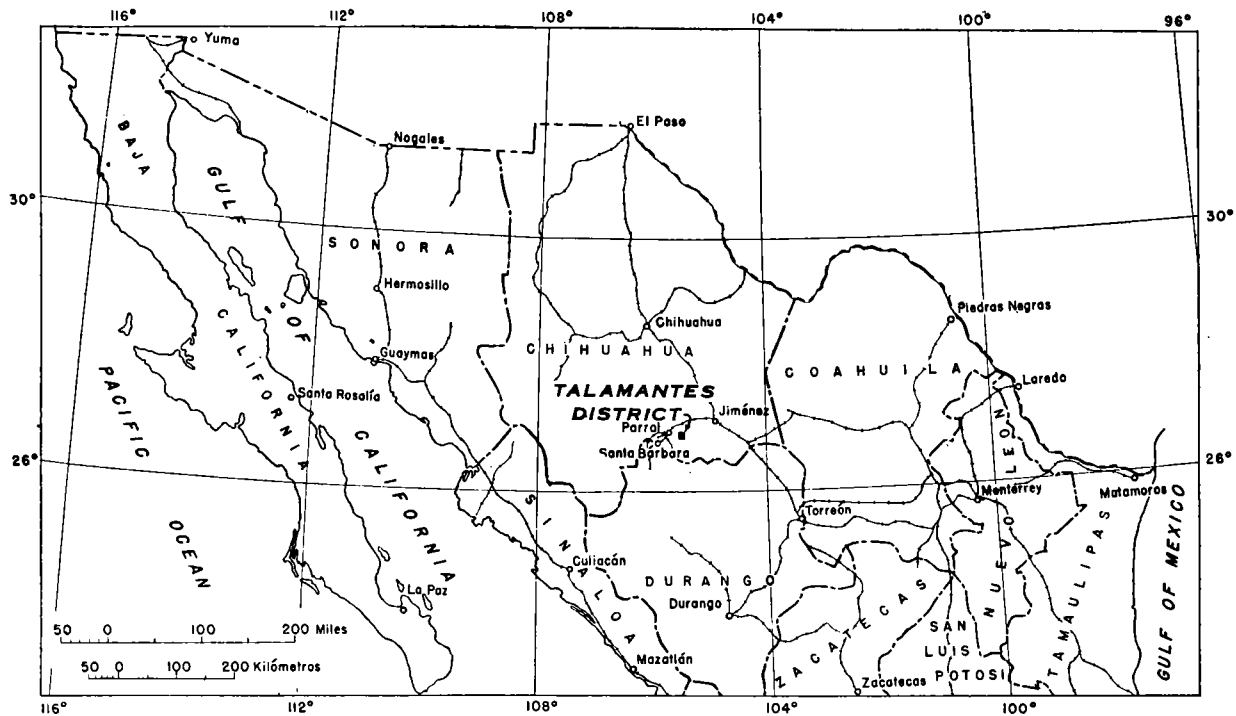 116° 112° 108° 104° 100° 96°
Yuma
El Paso
Nogales
BAJA
GULF
30° 30°
SONORA
Hermosillo
OF
Piedras Negras
Chihuahua
Guaymas
CHIHUAHUA
CALIFORNIA
COAHUILA
Laredo
PACIFIC
Santa Rosalía
TALAMANTES
DISTRICT
Jiménez
Parral
Santa Bárbara
LEON
CALIFORNIA
26° 26°
Monterrey
Matamoros
SINALOA
Torreón
OCEAN
Culiacán
NUEVO
TAMAULIPAS
GULF OF MEXICO
DURANGO
La Paz
Durango
ZACATECAS
50 0 100 200 Miles
SAN
LUIS
POTOSI
50 0 100 200 Kilómetros
Mazatlán
Zacatecas
116° 112° 108° 104° 100°